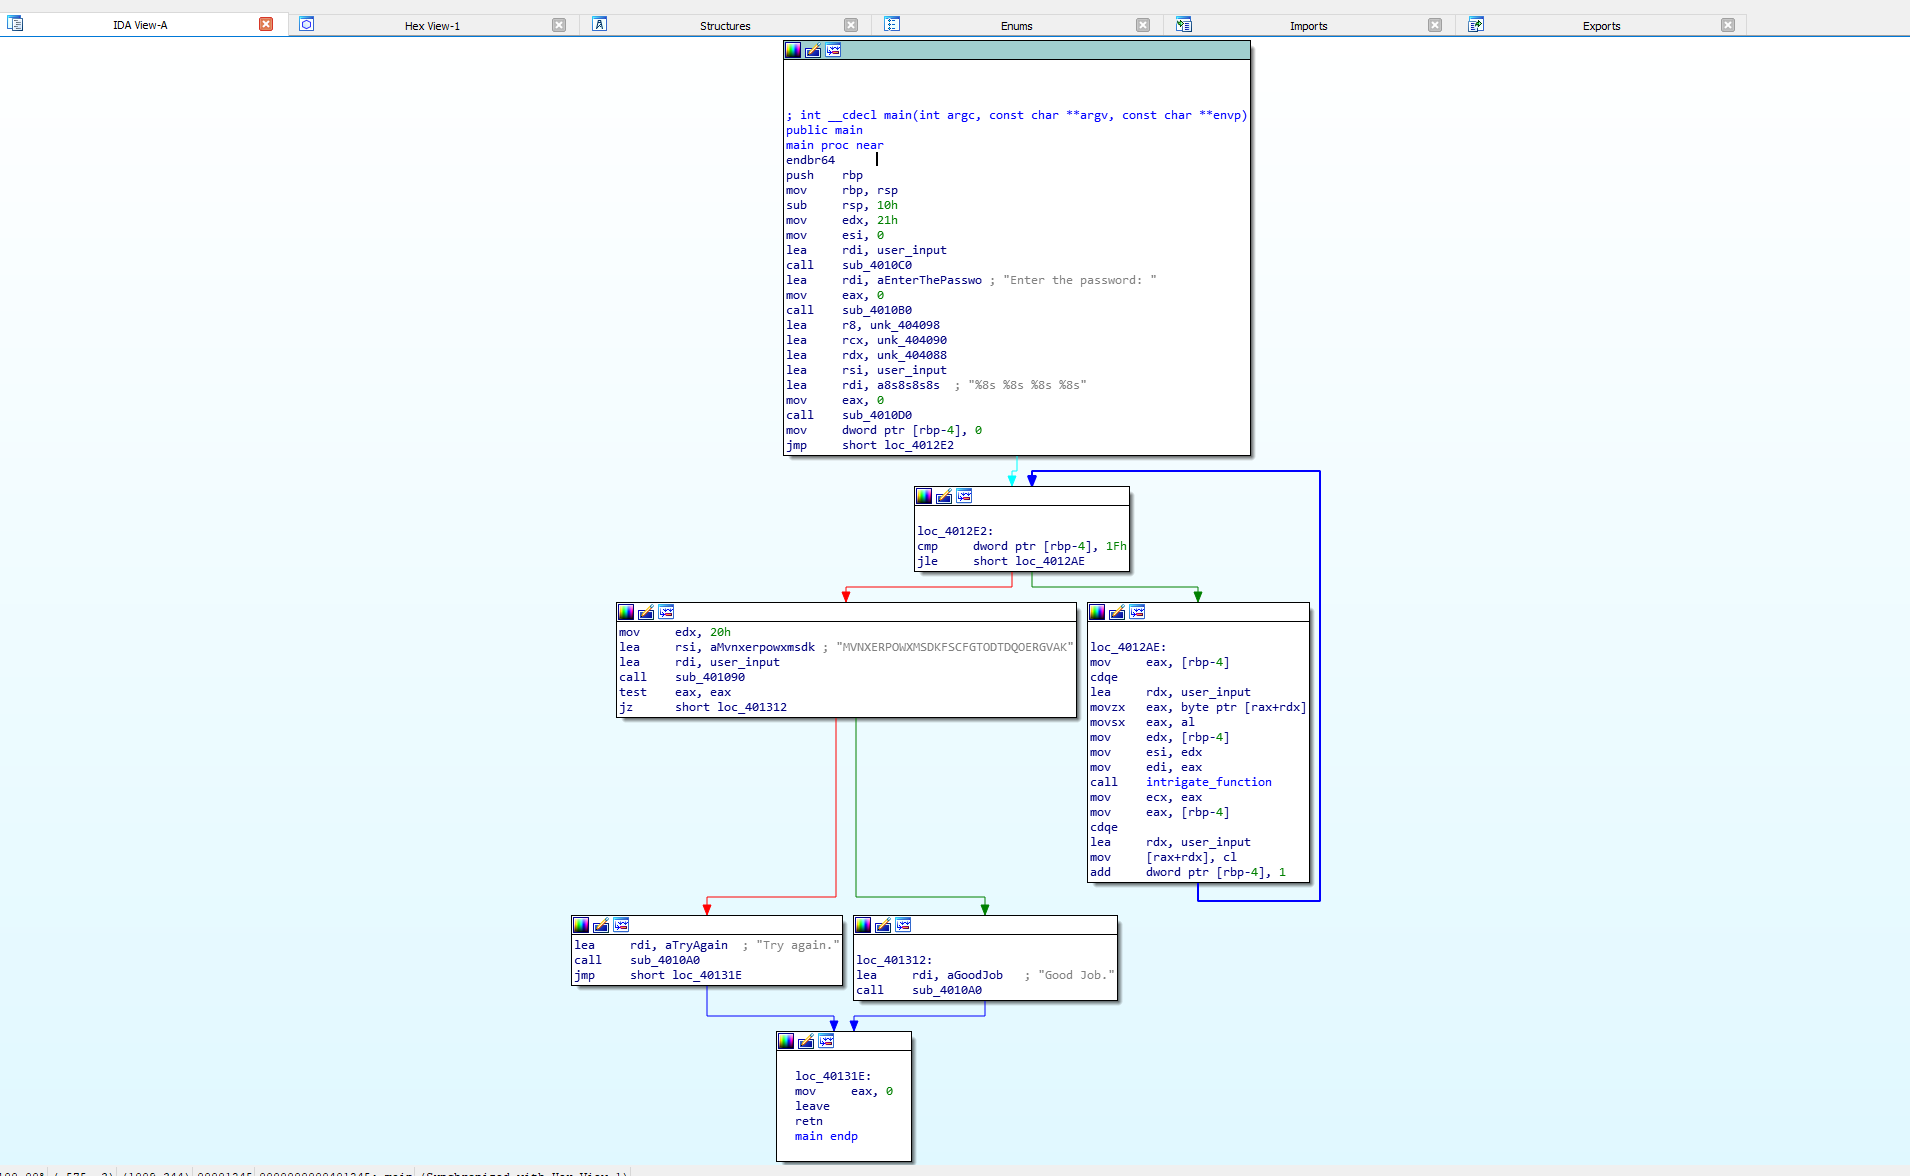 IDA View-A
Hex View-1
Structures
Enums
Imports
Exports
; int __cdecl main(int argc, const char **argv, const char **envp)
public main
main proc near
endbr64
push rbp
mov rbp, rsp
sub rsp, 10h
mov edx, 21h
mov esi, 0
lea rdi, user_input
call sub_4010C0
lea rdi, aEnterThePasswo ; "Enter the password: "
mov eax, 0
call sub_4010B0
lea r8, unk_404098
lea rcx, unk_404090
lea rdx, unk_404088
lea rsi, user_input
lea rdi, a8s8s8s8s ; "%8s %8s %8s %8s"
mov eax, 0
call sub_4010D0
mov dword ptr [rbp-4], 0
jmp short loc_4012E2
loc_4012E2:
cmp dword ptr [rbp-4], 1Fh
jle short loc_4012AE
mov edx, 20h
lea rsi, aMvnxerpowxmsdk ; "MVNXERPOWXMSDKFSCFGTODTDQOERGVAK"
lea rdi, user_input
call sub_401090
test eax, eax
jz short loc_401312
loc_4012AE:
mov eax, [rbp-4]
cdqe
lea rdx, user_input
movzx eax, byte ptr [rax+rdx]
movsx eax, al
mov edx, [rbp-4]
mov esi, edx
mov edi, eax
call intrigate_function
mov ecx, eax
mov eax, [rbp-4]
cdqe
lea rdx, user_input
mov [rax+rdx], cl
add dword ptr [rbp-4], 1
lea rdi, aTryAgain ; "Try again."
call sub_4010A0
jmp short loc_40131E
loc_401312:
lea rdi, aGoodJob ; "Good Job."
call sub_4010A0
loc_40131E:
mov eax, 0
leave
retn
main endp